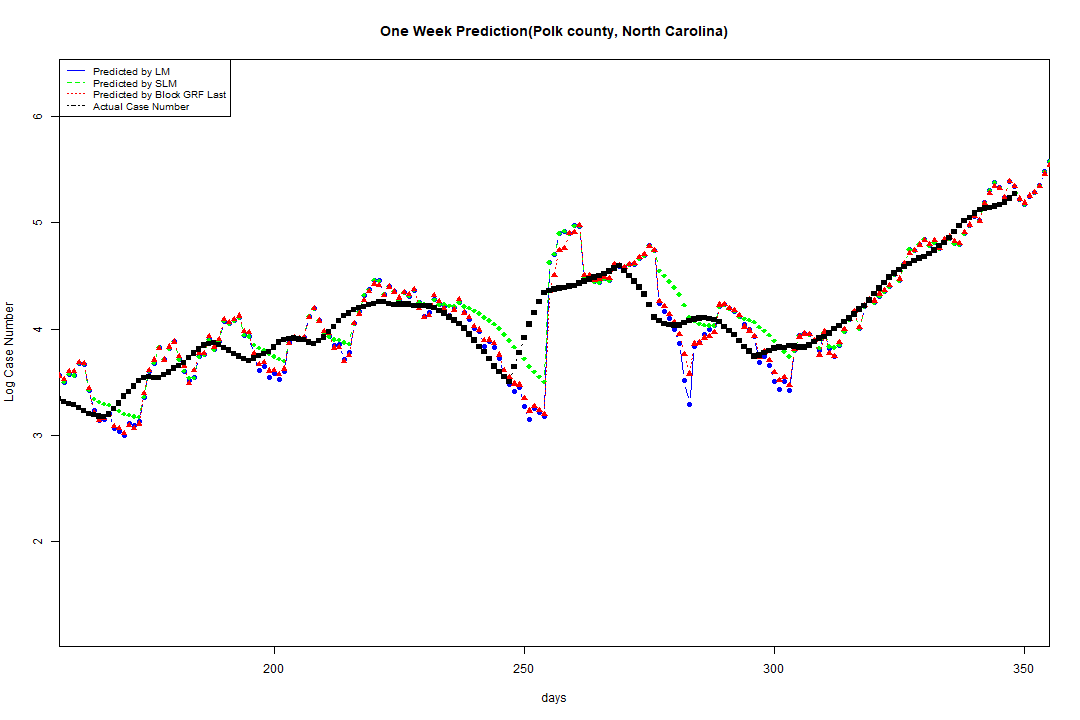 One Week Prediction(Polk county, North Carolina)
Predicted by LM
Predicted by SLM
Predicted by Block GRF Last
Actual Case Number
6
5
4
3
2
Log Case Number
200 250 300 350
days